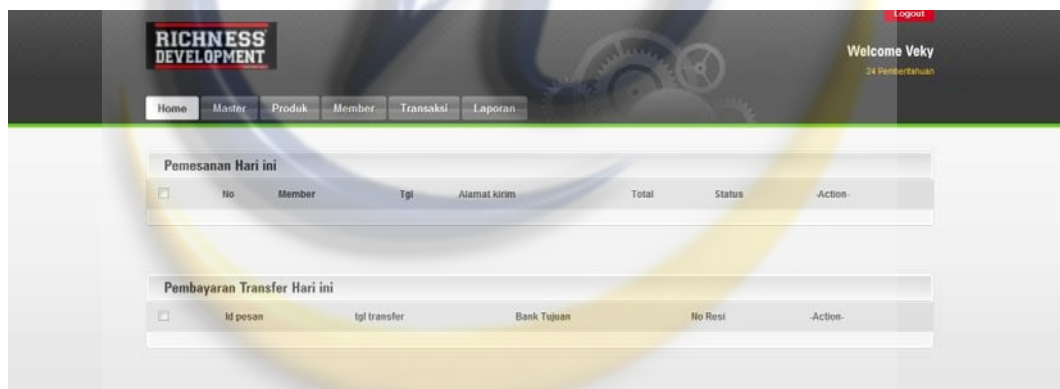 Logout
RICHNESS
DEVELOPMENT
Welcome Veky
24 Pemberitahuan
Home Master Produk Member Transaksi Laporan
Pemesanan Hari ini
No Member Tgl Alamat kirim Total Status -Action-
Pembayaran Transfer Hari ini
Id pesan tgl transfer Bank Tujuan No Resi -Action-